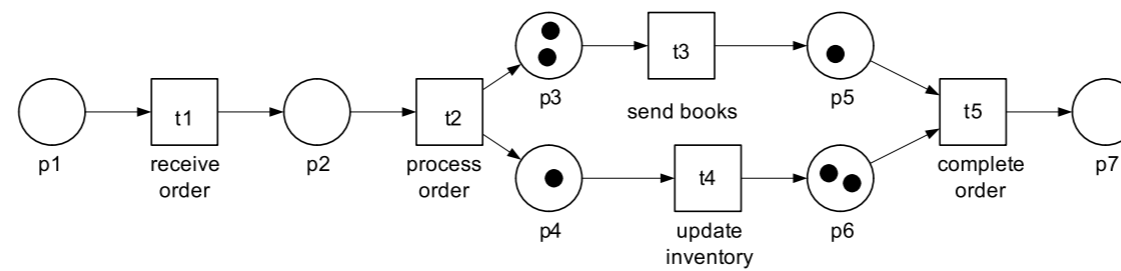 p1
t1
receive
order
p2
t2
process
order
p3
t3
send books
p4
t4
update
inventory
p5
p6
t5
complete
order
p7